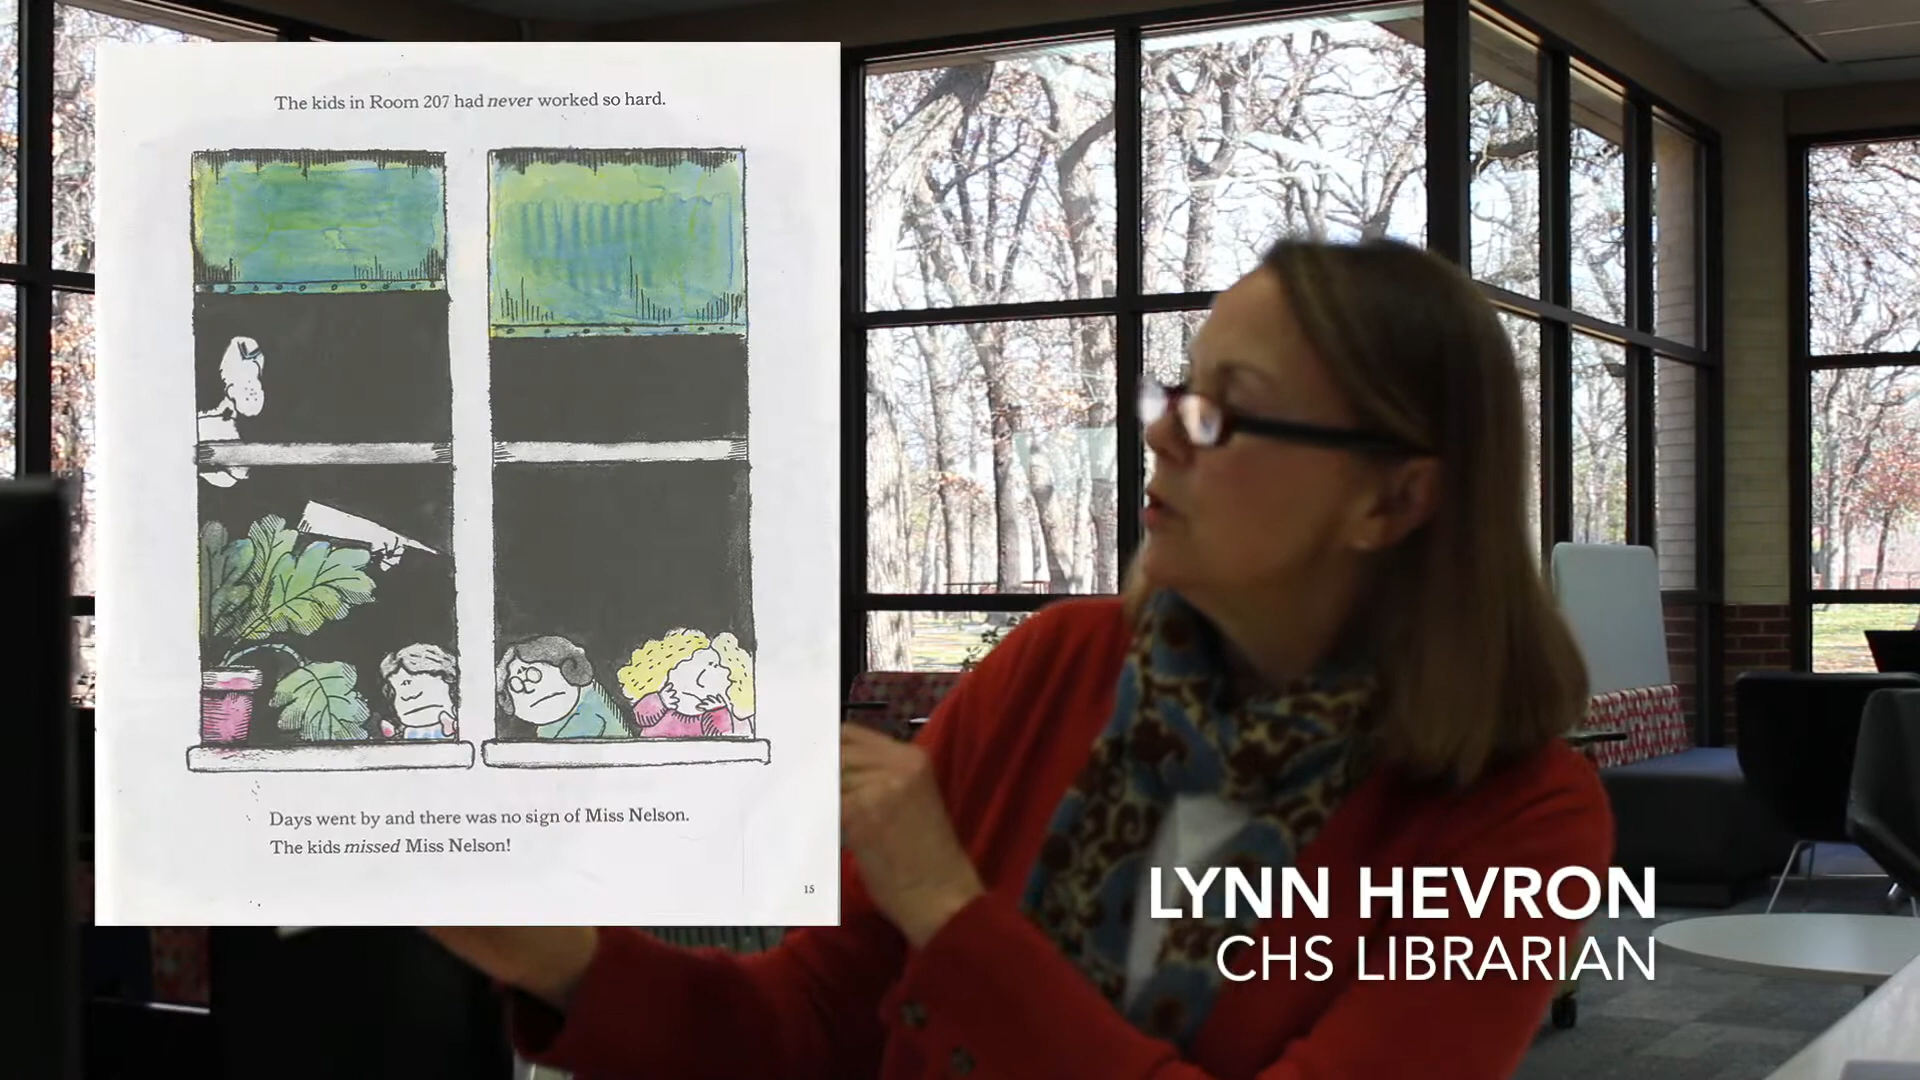 The kids in Room 207 had never worked so hard.
Days went by and there was no sign of Miss Nelson.
The kids missed Miss Nelson!
15
LYNN HEVRON
CHS LIBRARIAN